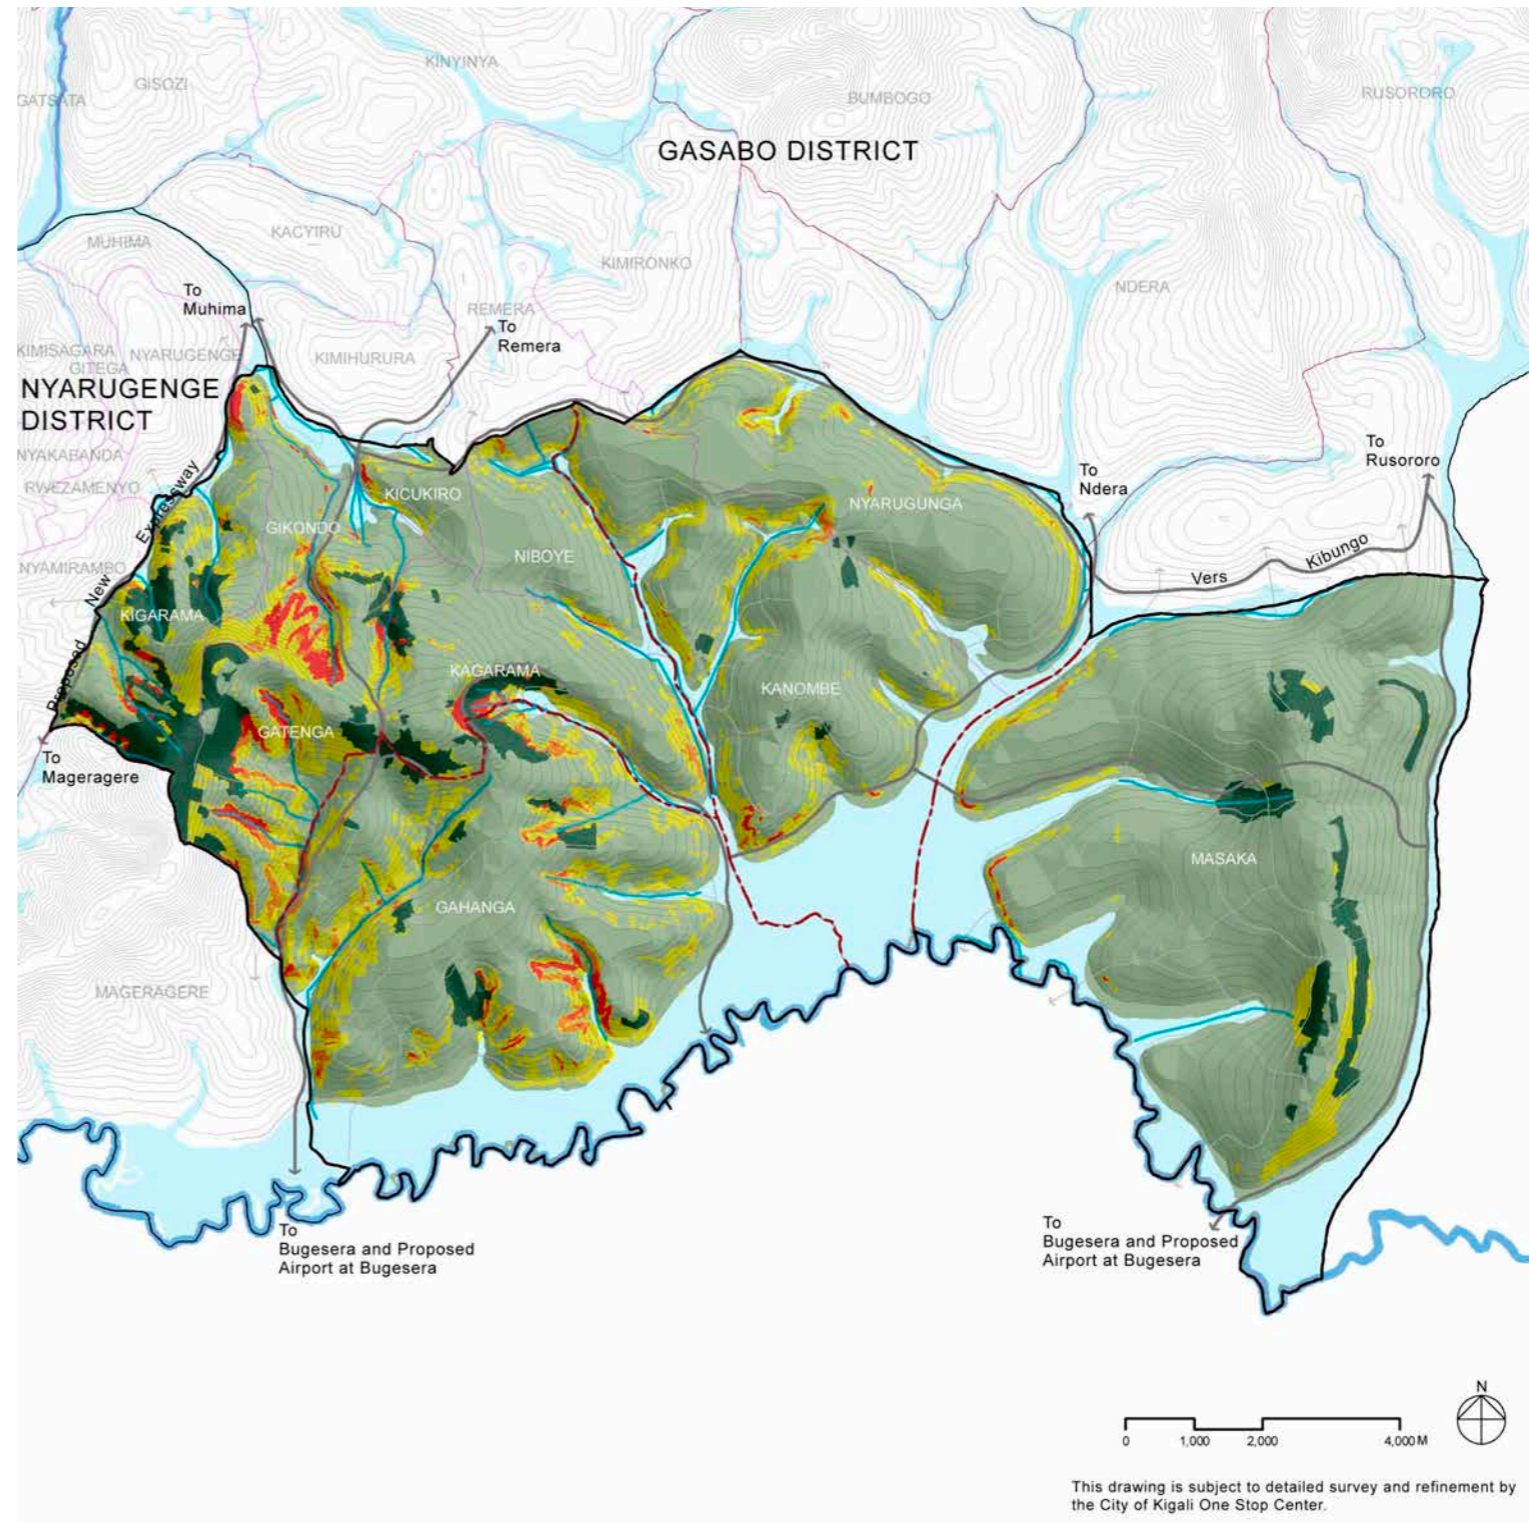 KINYINYA
GISOZI
GATSATA
BUMBOGO
RUSORORO
GASABO DISTRICT
MUHIMA
KACYIRU
KIMIRONKO
NDERA
To
Muhima
REMERA
To
Remera
KIMISAGARA
NYARUGENGE
GITEGA
KIMIHURURA
NYARUGENGE
DISTRICT
NYAKABANDA
RWEZAMENYO
NYAMIRAMBO
To
Rusororo
To
Ndera
Proposed New Expressway
KICUKIRO
GIKONDO
NYARUGUNGA
NIBOYE
Vers Kibungo
KIGARAMA
KAGARAMA
KANOMBE
GATENGA
To
Mageragere
MASAKA
GAHANGA
MAGERAGERE
To
Bugesera and Proposed
Airport at Bugesera
To
Bugesera and Proposed
Airport at Bugesera
N
0 1,000 2,000 4,000M
This drawing is subject to detailed survey and refinement by
the City of Kigali One Stop Center.